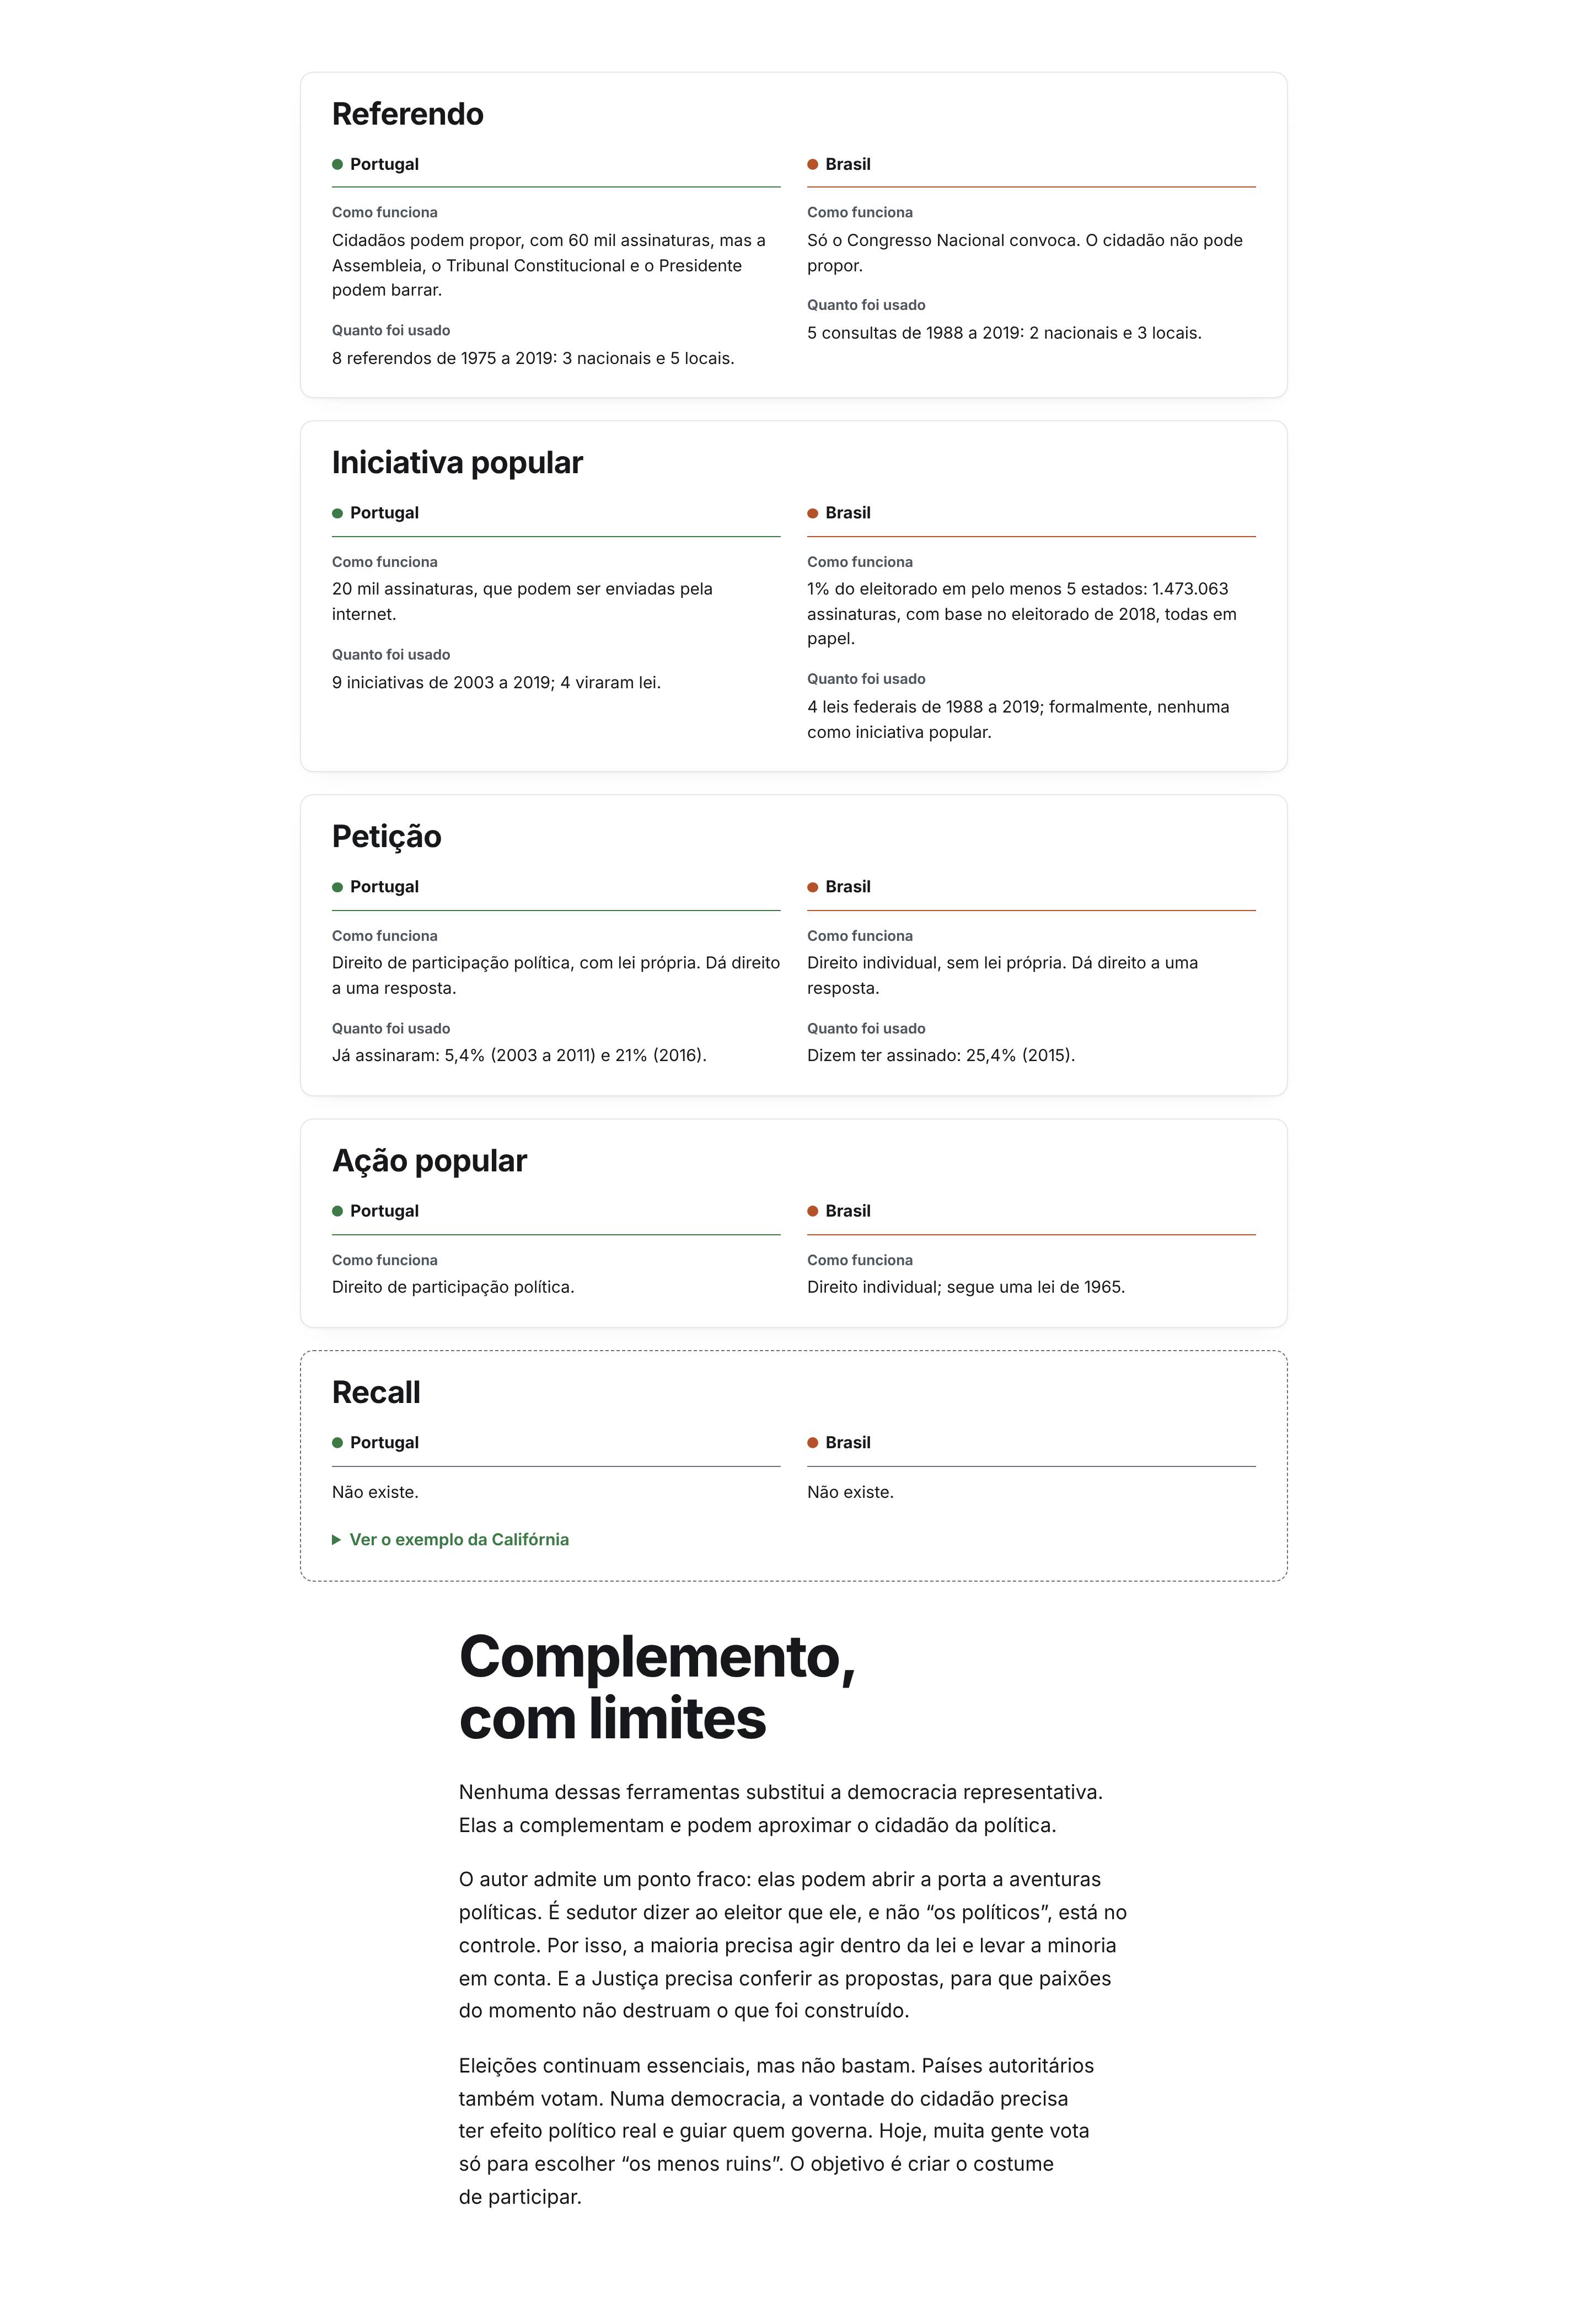 Referendo
Portugal
Como funciona
Cidadãos podem propor, com 60 mil assinaturas, mas a
Assembleia, o Tribunal Constitucional e o Presidente
podem barrar.
Quanto foi usado
8 referendos de 1975 a 2019: 3 nacionais e 5 locais.
Brasil
Como funciona
Só o Congresso Nacional convoca. O cidadão não pode
propor.
Quanto foi usado
5 consultas de 1988 a 2019: 2 nacionais e 3 locais.
Iniciativa popular
Portugal
Como funciona
20 mil assinaturas, que podem ser enviadas pela
internet.
Quanto foi usado
9 iniciativas de 2003 a 2019; 4 viraram lei.
Brasil
Como funciona
1% do eleitorado em pelo menos 5 estados: 1.473.063
assinaturas, com base no eleitorado de 2018, todas em
papel.
Quanto foi usado
4 leis federais de 1988 a 2019; formalmente, nenhuma
como iniciativa popular.
Petição
Portugal
Como funciona
Direito de participação política, com lei própria. Dá direito
a uma resposta.
Quanto foi usado
Já assinaram: 5,4% (2003 a 2011) e 21% (2016).
Brasil
Como funciona
Direito individual, sem lei própria. Dá direito a uma
resposta.
Quanto foi usado
Dizem ter assinado: 25,4% (2015).
Ação popular
Portugal
Como funciona
Direito de participação política.
Brasil
Como funciona
Direito individual; segue uma lei de 1965.
Recall
Portugal
Não existe.
Brasil
Não existe.
Ver o exemplo da Califórnia
Complemento,
com limites
Nenhuma dessas ferramentas substitui a democracia representativa.
Elas a complementam e podem aproximar o cidadão da política.
O autor admite um ponto fraco: elas podem abrir a porta a aventuras
políticas. É sedutor dizer ao eleitor que ele, e não “os políticos”, está no
controle. Por isso, a maioria precisa agir dentro da lei e levar a minoria
em conta. E a Justiça precisa conferir as propostas, para que paixões
do momento não destruam o que foi construído.
Eleições continuam essenciais, mas não bastam. Países autoritários
também votam. Numa democracia, a vontade do cidadão precisa
ter efeito político real e guiar quem governa. Hoje, muita gente vota
só para escolher “os menos ruins”. O objetivo é criar o costume
de participar.